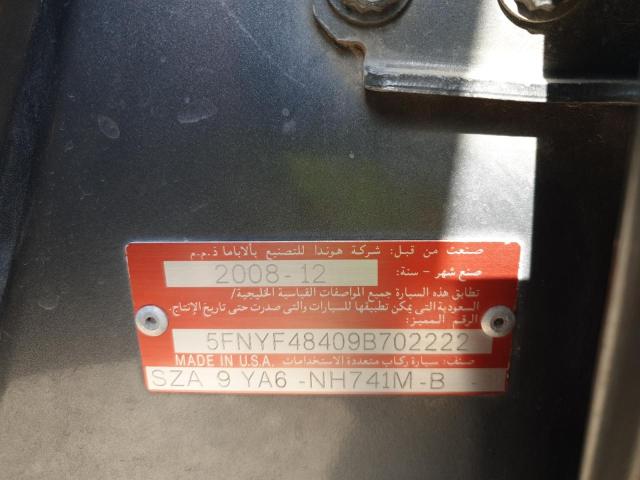 صنعت من قبل: شركة هوندا للتصنيع بألاباما ذ.م.م
صنع شهر - سنة: 2008-12
تطابق هذه السيارة جميع المواصفات القياسية الخليجية/
السعودية التي يمكن تطبيقها للسيارات والتي صدرت حتى تاريخ الإنتاج.
الرقم المميز:
5FNYF48409B702222
صنف: سيارة ركاب متعددة الاستخدامات MADE IN U.S.A.
SZA 9 YA6 -NH741M -B -